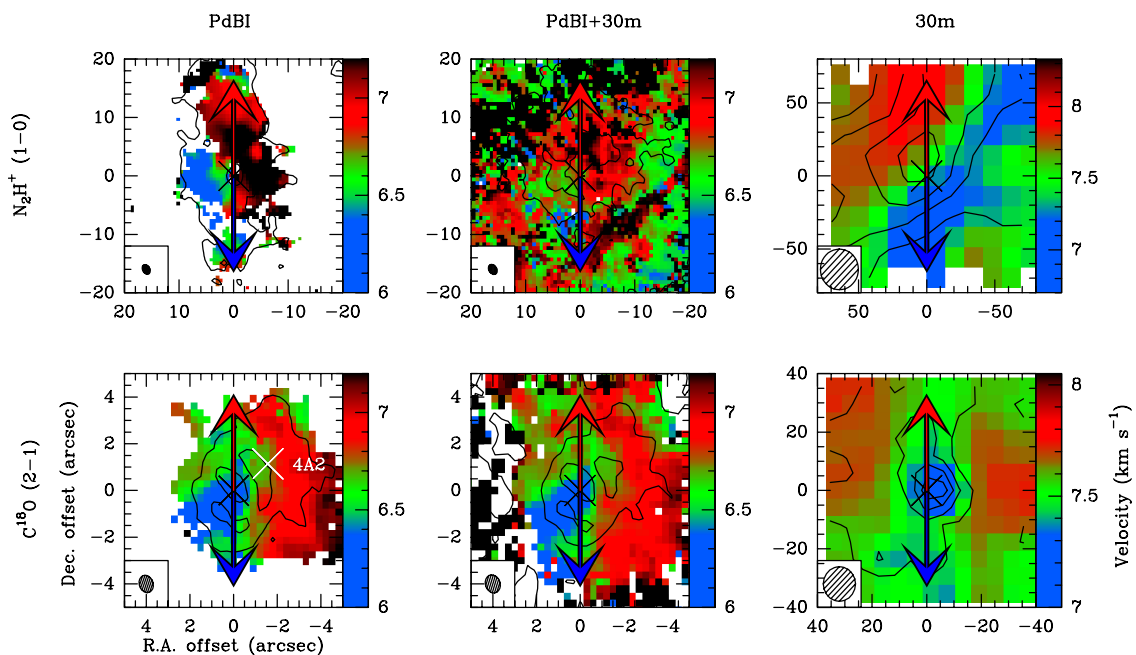 PdBI PdBI+30m 30m
N₂H⁺ (1−0)
20 10 0 −10 −20
20 10 0 −10 −20
7 6.5 6
20 10 0 −10 −20
20 10 0 −10 −20
7 6.5 6
50 0 −50
50 0 −50
8 7.5 7
C¹⁸O (2−1)
Dec. offset (arcsec)
4 2 0 −2 −4
4A2
4 2 0 −2 −4
R.A. offset (arcsec)
7 6.5 6
4 2 0 −2 −4
4 2 0 −2 −4
7 6.5 6
40 20 0 −20 −40
40 20 0 −20 −40
8 7.5 7
Velocity (km s⁻¹)